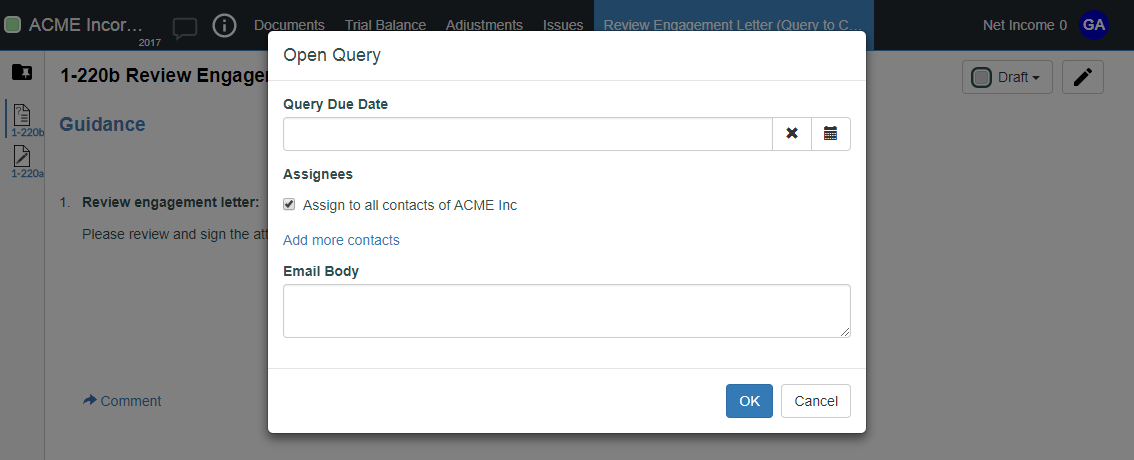 ACME Incor...
2017
Documents Trial Balance Adjustments Issues Review Engagement Letter (Query to C...
Net Income 0 GA
1-220b Review Engage
Draft
Open Query
Query Due Date
1-220b
Guidance
1-220a
Assignees
Assign to all contacts of ACME Inc
1. Review engagement letter:
Please review and sign the att
Add more contacts
Email Body
Comment
OK Cancel